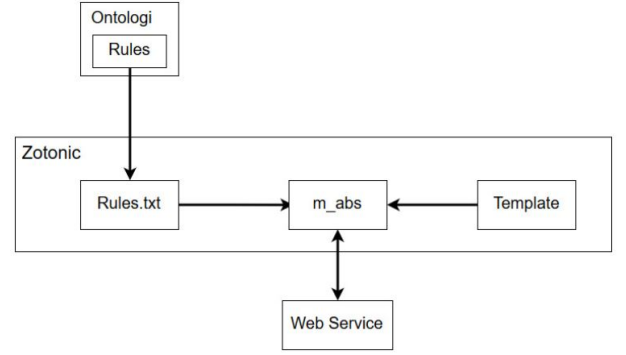 Ontologi
Rules
Zotonic
Rules.txt
m_abs
Template
Web Service